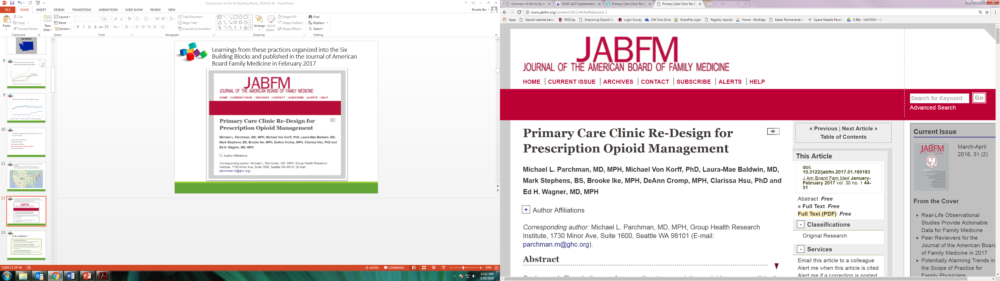 Introduction to the Six Building Blocks_2018-03-20 - PowerPoint
Brooke Ike
FILE HOME INSERT DESIGN TRANSITIONS ANIMATIONS SLIDE SHOW REVIEW VIEW
Paste
Cut
Copy
Format Painter
Clipboard
New
Slide
Layout
Reset
Section
Slides
24
Font
Text Direction
Align Text
Convert to SmartArt
Paragraph
Arrange
Quick
Styles
Shape Fill
Shape Outline
Shape Effects
Drawing
Find
Replace
Select
Editing
100 PEOPLE.
8
We Have Dug a Deep Hole
9
Opioid Deaths in Washington State
10
11
12
13
Six Building Blocks
Learnings from these practices organized into the Six
Building Blocks and published in the Journal of American
Board Family Medicine in February 2017
JABFM
JOURNAL OF THE AMERICAN BOARD OF FAMILY MEDICINE
HOME CURRENT ISSUE ARCHIVES CONTACT SUBSCRIBE ALERTS HELP
Primary Care Clinic Re-Design for
Prescription Opioid Management
Michael L. Parchman, MD, MPH, Michael Von Korff, PhD, Laura-Mae Baldwin, MD,
Mark Stephens, BS, Brooke Ike, MPH, DeAnn Cromp, MPH, Clarissa Hsu, PhD and
Ed H. Wagner, MD, MPH
Author Affiliations
Corresponding author: Michael L. Parchman, MD, MPH, Group Health Research
Institute, 1730 Minor Ave, Suite 1600, Seattle WA 98101 (E-mail:
parchman.m@ghc.org).
SLIDE 12 OF 56
NOTES COMMENTS 82%
12:02 PM
3/20/2018
Overview of the Six Build
ESHB 1427 Implementati
Primary Care Clinic Re-D
Primary Care Clinic Re-D
www.jabfm.org/content/30/1/44.full#abstract-1
Apps Opioid website back REDCap Improving Opioid Ca Login Survey UW One Drive ShareFile Login Registry reports Home - Workday Kaiser Permanente W Space Needle PanoC 6 BBs - UW/DOH - G
JABFM
JOURNAL OF THE AMERICAN BOARD OF FAMILY MEDICINE
HOME CURRENT ISSUE ARCHIVES CONTACT SUBSCRIBE ALERTS HELP
Search for Keyword: Go
Advanced Search
Primary Care Clinic Re-Design for
Prescription Opioid Management
Michael L. Parchman, MD, MPH, Michael Von Korff, PhD, Laura-Mae Baldwin, MD,
Mark Stephens, BS, Brooke Ike, MPH, DeAnn Cromp, MPH, Clarissa Hsu, PhD and
Ed H. Wagner, MD, MPH
+ Author Affiliations
Corresponding author: Michael L. Parchman, MD, MPH, Group Health Research
Institute, 1730 Minor Ave, Suite 1600, Seattle WA 98101 (E-mail:
parchman.m@ghc.org).
Abstract
« Previous | Next Article »
Table of Contents
This Article
doi:
10.3122/jabfm.2017.01.160183
J Am Board Fam Med January-
February 2017 vol. 30 no. 1 44-
51
Abstract Free
» Full Text Free
Full Text (PDF) Free
- Classifications
Original Research
- Services
Email this article to a colleague
Alert me when this article is cited
Alert me if a correction is posted
Current Issue
JABFM
March-April
2018, 31 (2)
From the Cover
Real-Life Observational
Studies Provide Actionable
Data for Family Medicine
Peer Reviewers for the
Journal of the American Board
of Family Medicine in 2017
Potentially Alarming Trends in
the Scope of Practice for
Family Physicians